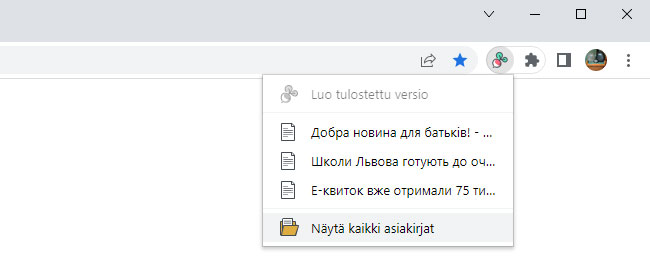 Luo tulostettu versio
Добра новина для батьків! - ...
Школи Львова готують до оч...
Е-квиток вже отримали 75 ти...
Näytä kaikki asiakirjat